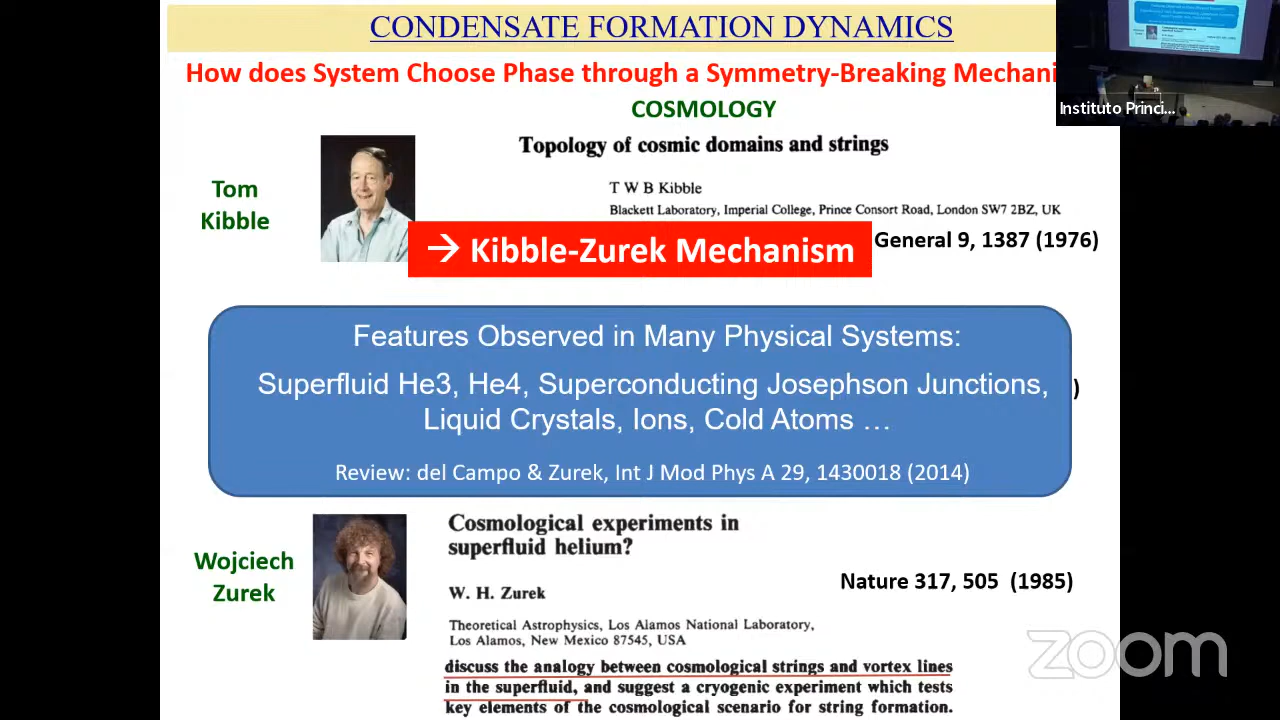 CONDENSATE FORMATION DYNAMICS
How does System Choose Phase through a Symmetry-Breaking Mechani
Instituto Princi...
COSMOLOGY
Topology of cosmic domains and strings
Tom
Kibble
T W B Kibble
Blackett Laboratory, Imperial College, Prince Consort Road, London SW7 2BZ, UK
General 9, 1387 (1976)
→ Kibble-Zurek Mechanism
Features Observed in Many Physical Systems:
Superfluid He3, He4, Superconducting Josephson Junctions,
)
Liquid Crystals, Ions, Cold Atoms …
Review: del Campo & Zurek, Int J Mod Phys A 29, 1430018 (2014)
Cosmological experiments in
superfluid helium?
Wojciech
Zurek
Nature 317, 505 (1985)
W. H. Zurek
Theoretical Astrophysics, Los Alamos National Laboratory,
Los Alamos, New Mexico 87545, USA
discuss the analogy between cosmological strings and vortex lines
in the superfluid, and suggest a cryogenic experiment which tests
key elements of the cosmological scenario for string formation.
zoom